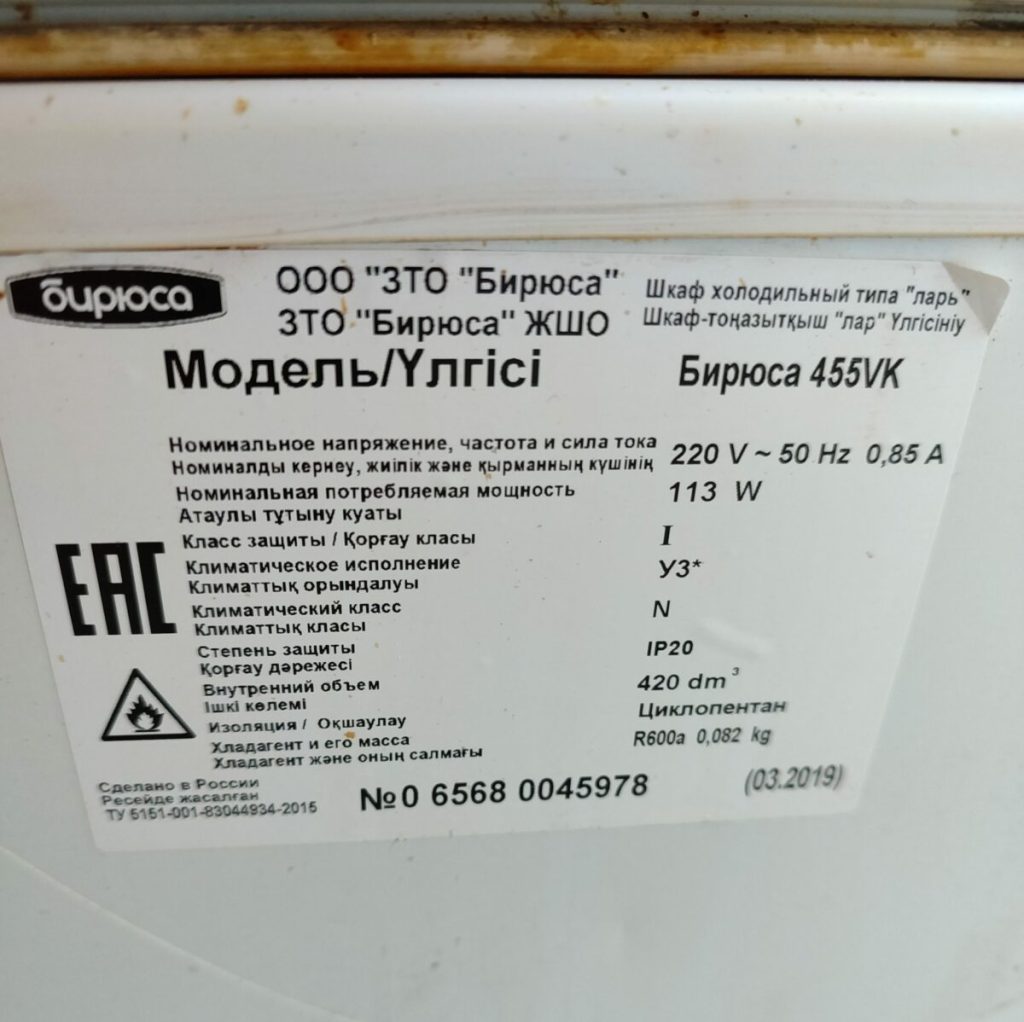 бирюса
ООО "ЗТО "Бирюса"
ЗТО "Бирюса" ЖШО
Шкаф холодильный типа "ларь"
Шкаф-тоңазытқыш "лар" Үлгісініу
Модель/Үлгісі Бирюса 455VK
Номинальное напряжение, частота и сила тока
Номиналды кернеу, жиілік және қырманның күшінің
220 V ~ 50 Hz 0,85 A
Номинальная потребляемая мощность 113 W
Атаулы тұтыну куаты
Класс защиты / Қорғау класы I
Климатическое исполнение У3*
Климаттық орындалуы
Климатический класс N
Климаттық класы
Степень защиты IP20
Қорғау дәрежесі
Внутренний объем 420 dm³
Ішкі көлемі
Изоляция / Оқшаулау Циклопентан
Хладагент и его масса R600a 0,082 kg
Хладагент және оның салмағы
EAC
Сделано в России
Ресейде жасалған
ТУ 5151-001-83044934-2015
№0 6568 0045978
(03.2019)